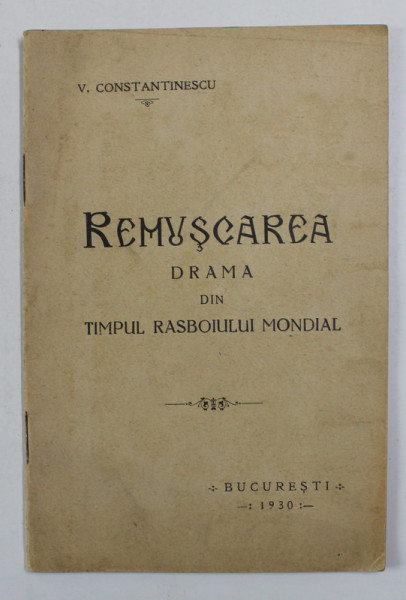 V. CONSTANTINESCU
REMUŞCAREA
DRAMA
DIN
TIMPUL RASBOIULUI MONDIAL
BUCUREŞTI
—: 1930 :—